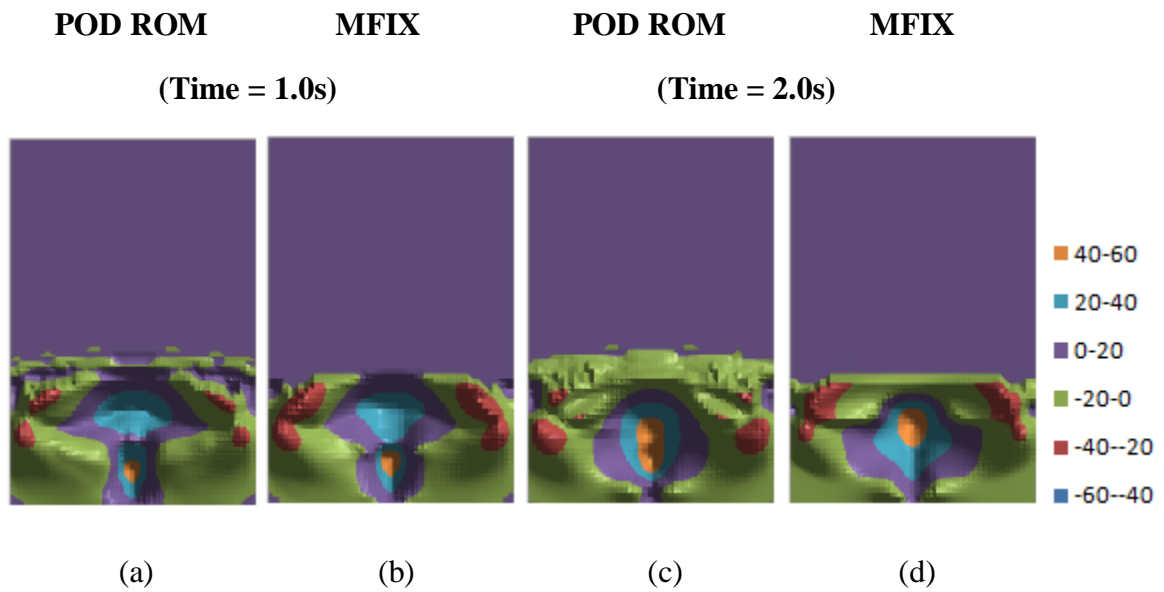 POD ROM MFIX POD ROM MFIX
(Time = 1.0s) (Time = 2.0s)
40-60
20-40
0-20
-20-0
-40--20
-60--40
(a) (b) (c) (d)